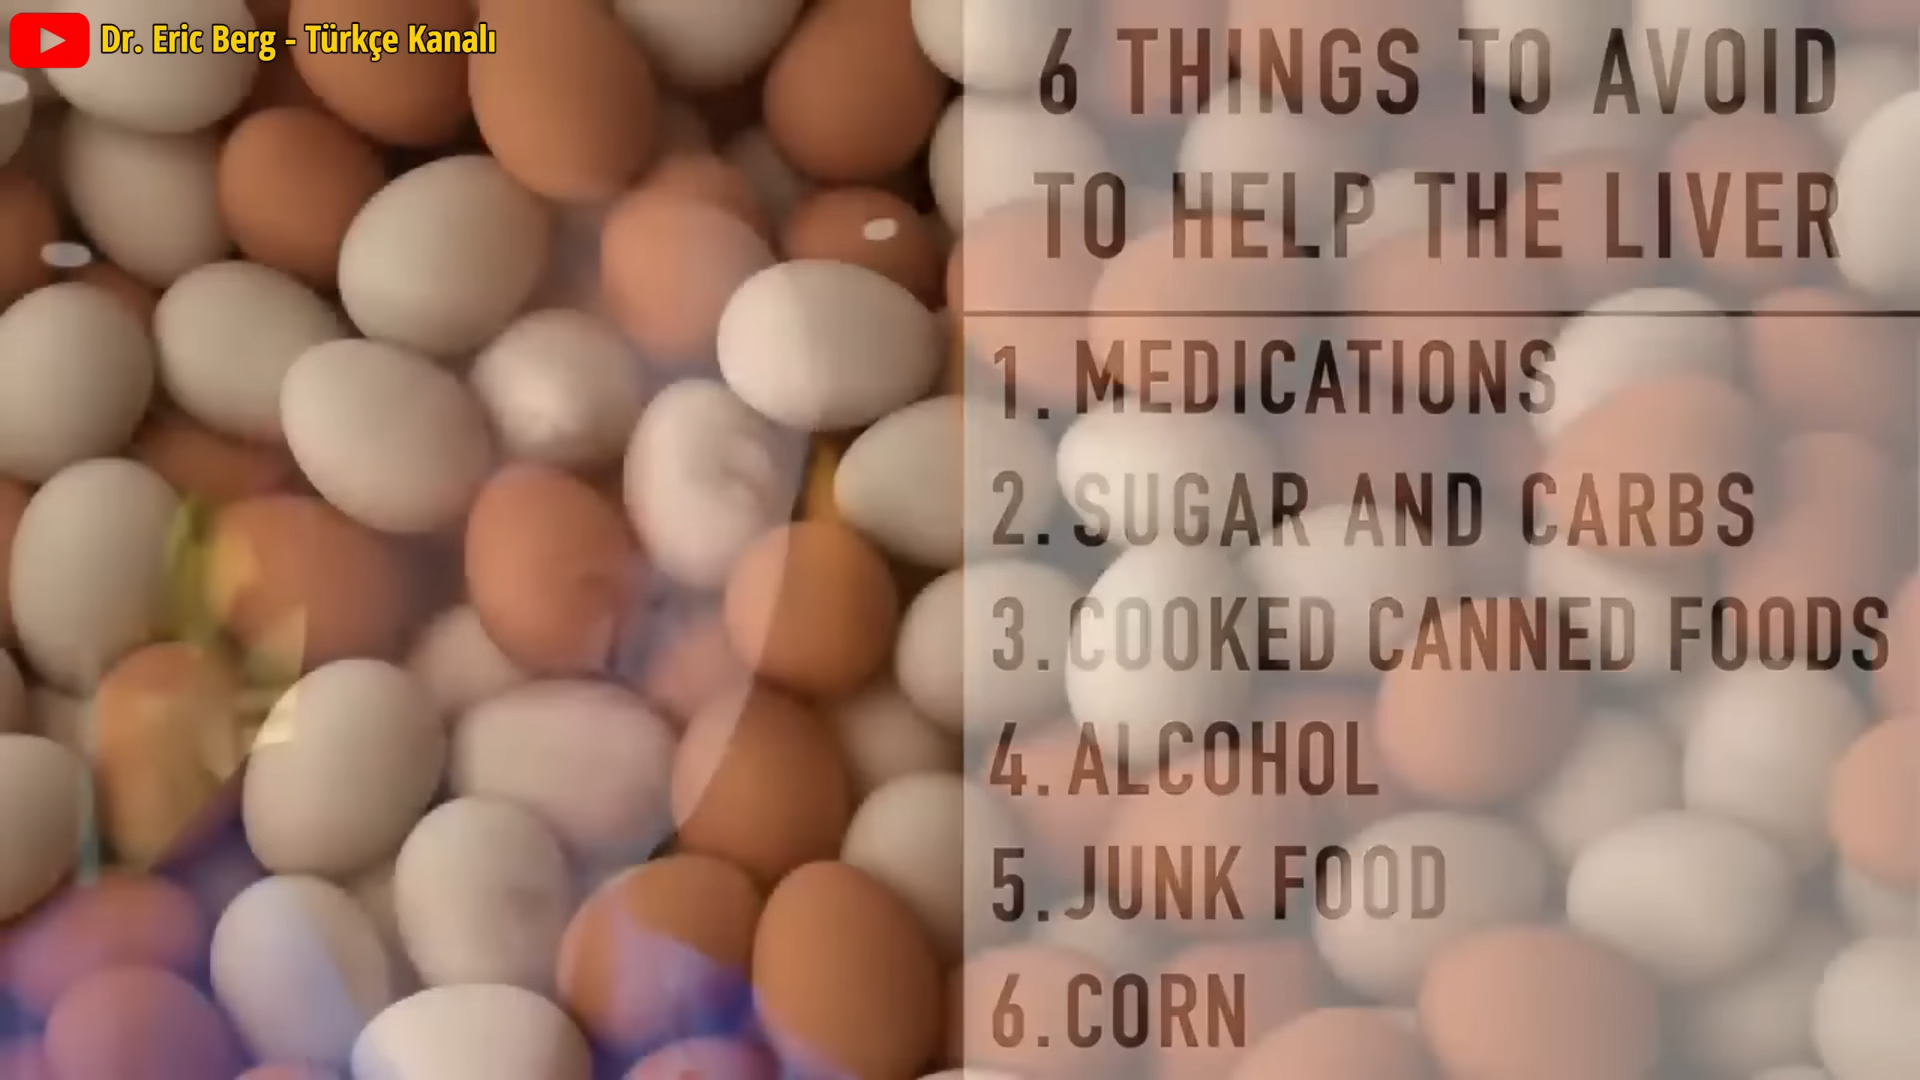 Dr. Eric Berg - Türkçe Kanalı
6 THINGS TO AVOID
TO HELP THE LIVER
1. MEDICATIONS
2. SUGAR AND CARBS
3. COOKED CANNED FOODS
4. ALCOHOL
5. JUNK FOOD
6. CORN